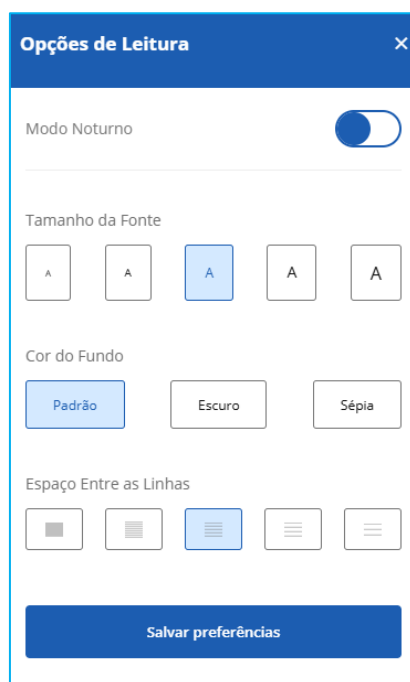 Opções de Leitura ×
Modo Noturno
Tamanho da Fonte
A A A A A
Cor do Fundo
Padrão Escuro Sépia
Espaço Entre as Linhas
Salvar preferências